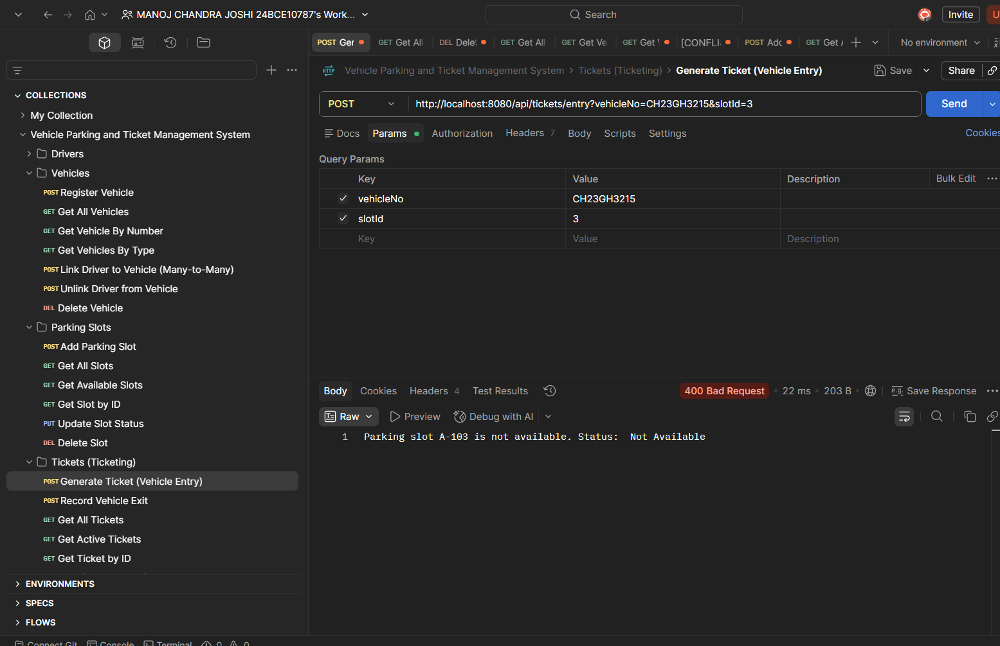 MANOJ CHANDRA JOSHI 24BCE10787's Work...
Search
Invite
U
POST Ger
GET Get All
DEL Dele
GET Get All
GET Get Ve
GET Get
[CONFLI
POST Add
GET Get
No environment
COLLECTIONS
My Collection
Vehicle Parking and Ticket Management System
Drivers
Vehicles
POST Register Vehicle
GET Get All Vehicles
GET Get Vehicle By Number
GET Get Vehicles By Type
POST Link Driver to Vehicle (Many-to-Many)
POST Unlink Driver from Vehicle
DEL Delete Vehicle
Parking Slots
POST Add Parking Slot
GET Get All Slots
GET Get Available Slots
GET Get Slot by ID
PUT Update Slot Status
DEL Delete Slot
Tickets (Ticketing)
POST Generate Ticket (Vehicle Entry)
POST Record Vehicle Exit
GET Get All Tickets
GET Get Active Tickets
GET Get Ticket by ID
ENVIRONMENTS
SPECS
FLOWS
HTTP Vehicle Parking and Ticket Management System > Tickets (Ticketing) > Generate Ticket (Vehicle Entry)
Save
Share
POST
http://localhost:8080/api/tickets/entry?vehicleNo=CH23GH3215&slotId=3
Send
Docs Params Authorization Headers 7 Body Scripts Settings
Cookies
Query Params
Key Value Description Bulk Edit
vehicleNo CH23GH3215
slotId 3
Key Value Description
Body Cookies Headers 4 Test Results
400 Bad Request • 22 ms • 203 B
e.g. Save Response
Raw Preview Debug with AI
1 Parking slot A-103 is not available. Status:  Not Available
Connect Git Console Terminal 0 0